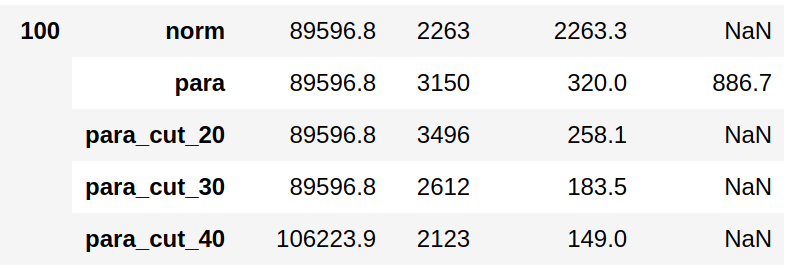 100 norm 89596.8 2263 2263.3 NaN
para 89596.8 3150 320.0 886.7
para_cut_20 89596.8 3496 258.1 NaN
para_cut_30 89596.8 2612 183.5 NaN
para_cut_40 106223.9 2123 149.0 NaN